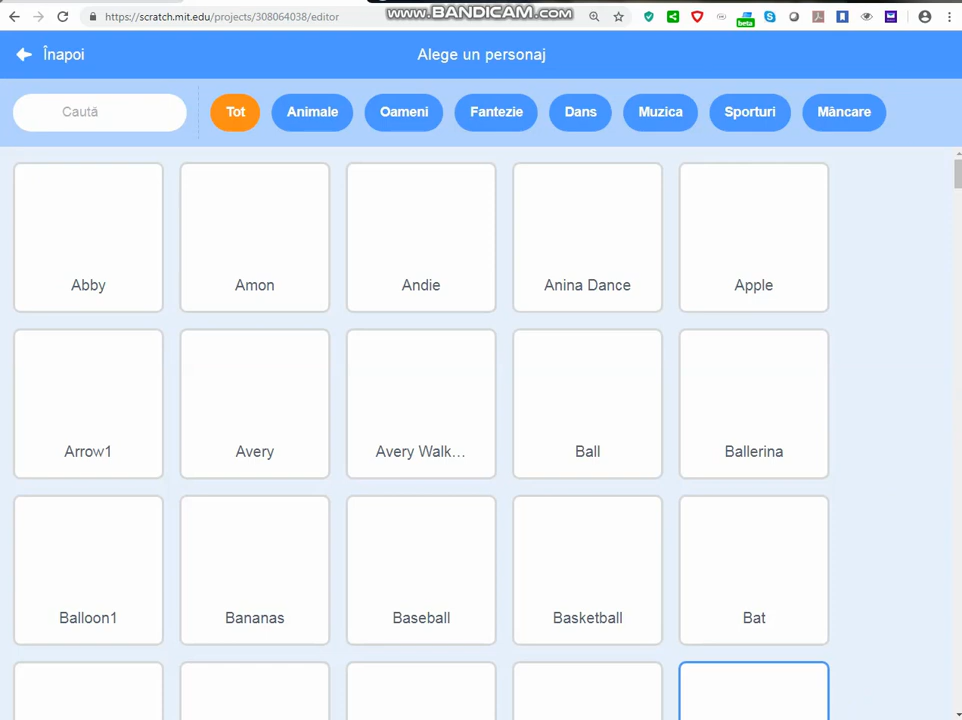 https://scratch.mit.edu/projects/308064038/editor
www.BANDICAM.com
beta
Înapoi
Alege un personaj
Caută
Tot
Animale
Oameni
Fantezie
Dans
Muzica
Sporturi
Mâncare
Abby
Amon
Andie
Anina Dance
Apple
Arrow1
Avery
Avery Walk...
Ball
Ballerina
Balloon1
Bananas
Baseball
Basketball
Bat